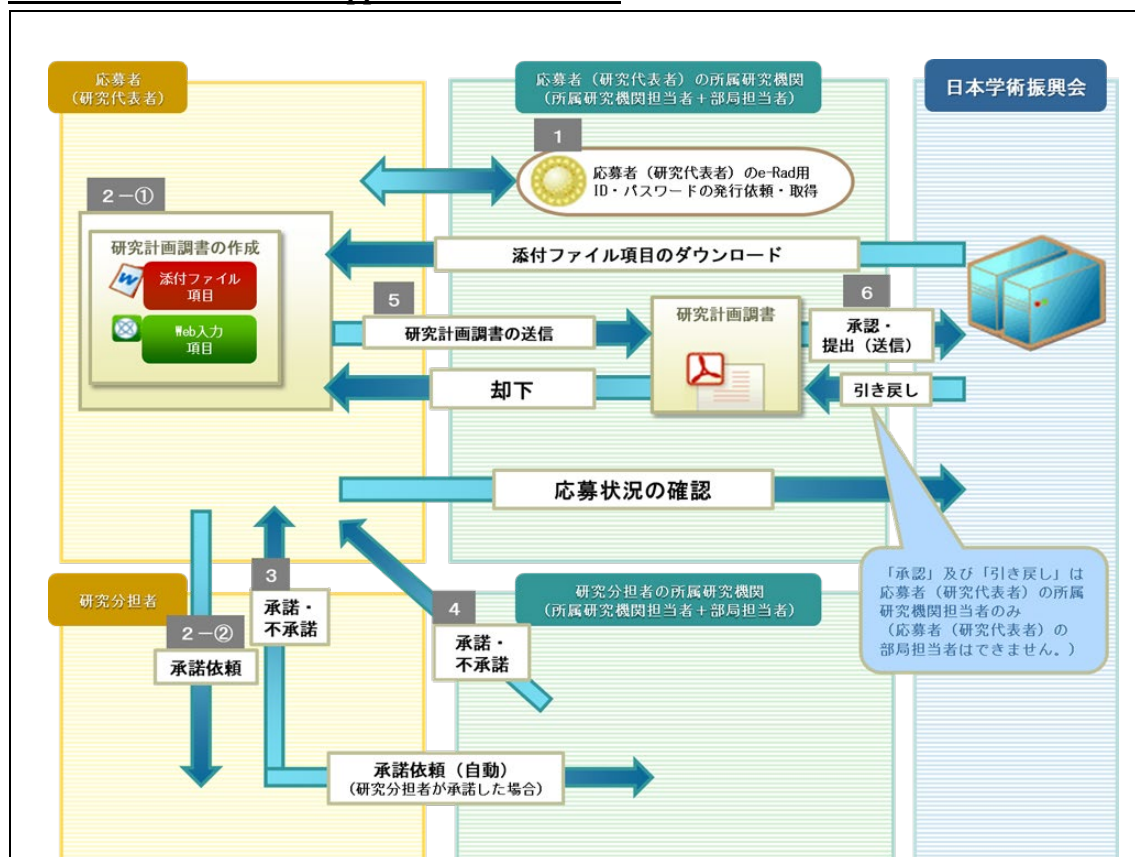 応募者
(研究代表者)
応募者(研究代表者)の所属研究機関
(所属研究機関担当者+部局担当者)
日本学術振興会
1
応募者(研究代表者)のe-Rad用
ID・パスワードの発行依頼・取得
2-①
研究計画調書の作成
添付ファイル
項目
Web入力
項目
添付ファイル項目のダウンロード
5
研究計画調書の送信
研究計画調書
6
承認・
提出(送信)
却下
引き戻し
応募状況の確認
「承認」及び「引き戻し」は
応募者(研究代表者)の所属
研究機関担当者のみ
(応募者(研究代表者)の
部局担当者はできません。)
研究分担者
研究分担者の所属研究機関
(所属研究機関担当者+部局担当者)
2-②
承諾依頼
3
承諾・
不承諾
4
承諾・
不承諾
承諾依頼(自動)
(研究分担者が承諾した場合)